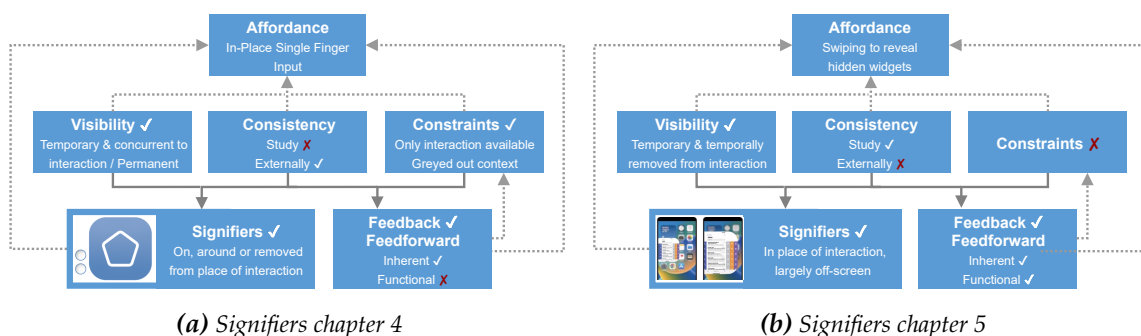 Affordance
In-Place Single Finger
Input
Visibility ✓
Temporary & concurrent to
interaction / Permanent
Consistency
Study ✗
Externally ✓
Constraints ✓
Only interaction available
Greyed out context
Signifiers ✓
On, around or removed
from place of interaction
Feedback ✓
Feedforward
Inherent ✓
Functional ✗
(a) Signifiers chapter 4
Affordance
Swiping to reveal
hidden widgets
Visibility ✓
Temporary & temporally
removed from interaction
Consistency
Study ✓
Externally ✗
Constraints ✗
Signifiers ✓
In place of interaction,
largely off-screen
Feedback ✓
Feedforward
Inherent ✓
Functional ✓
(b) Signifiers chapter 5